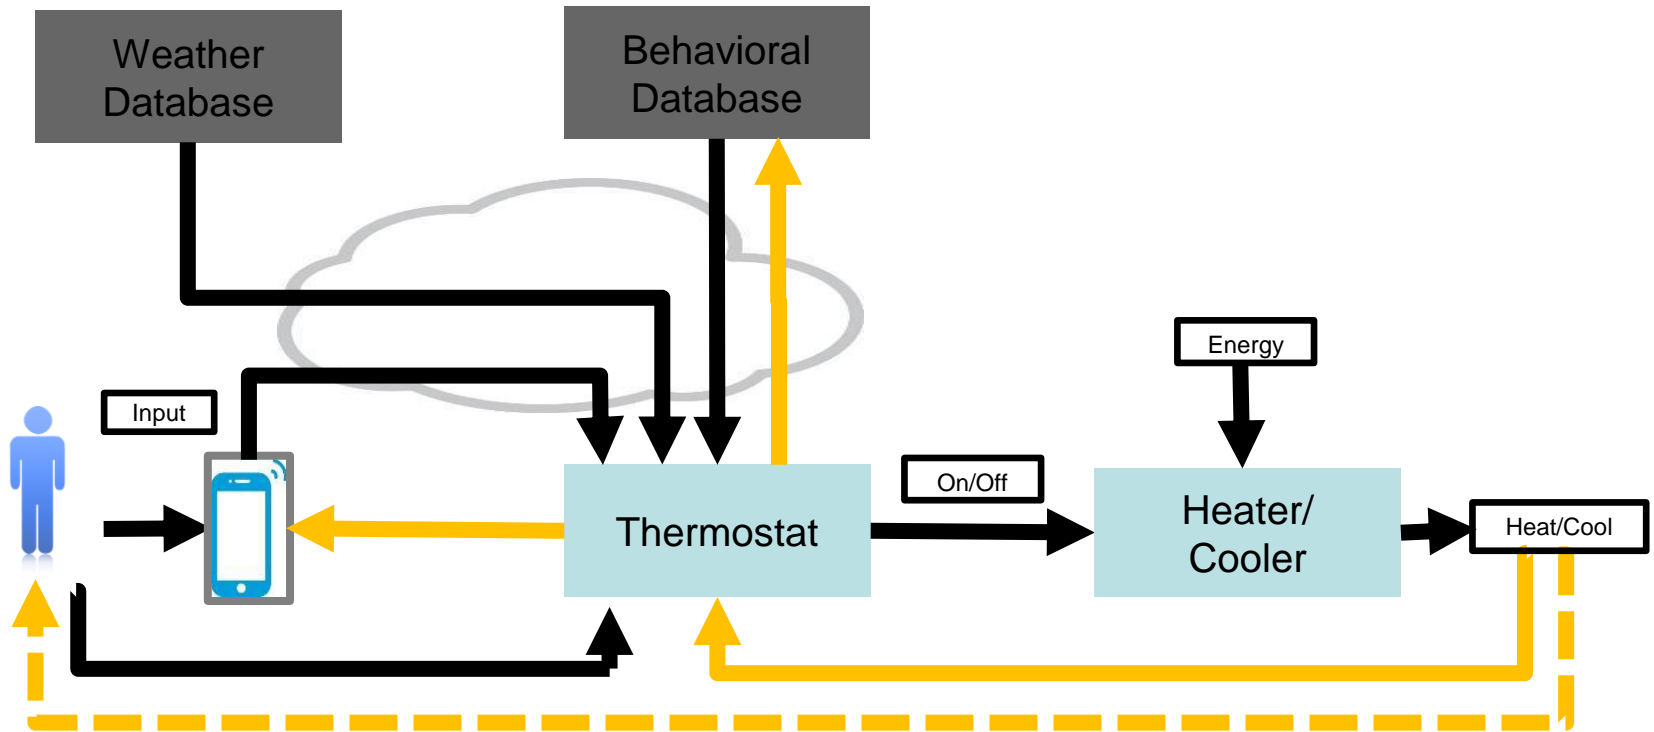 Weather
Database
Behavioral
Database
Energy
Input
On/Off
Thermostat
Heater/
Cooler
Heat/Cool